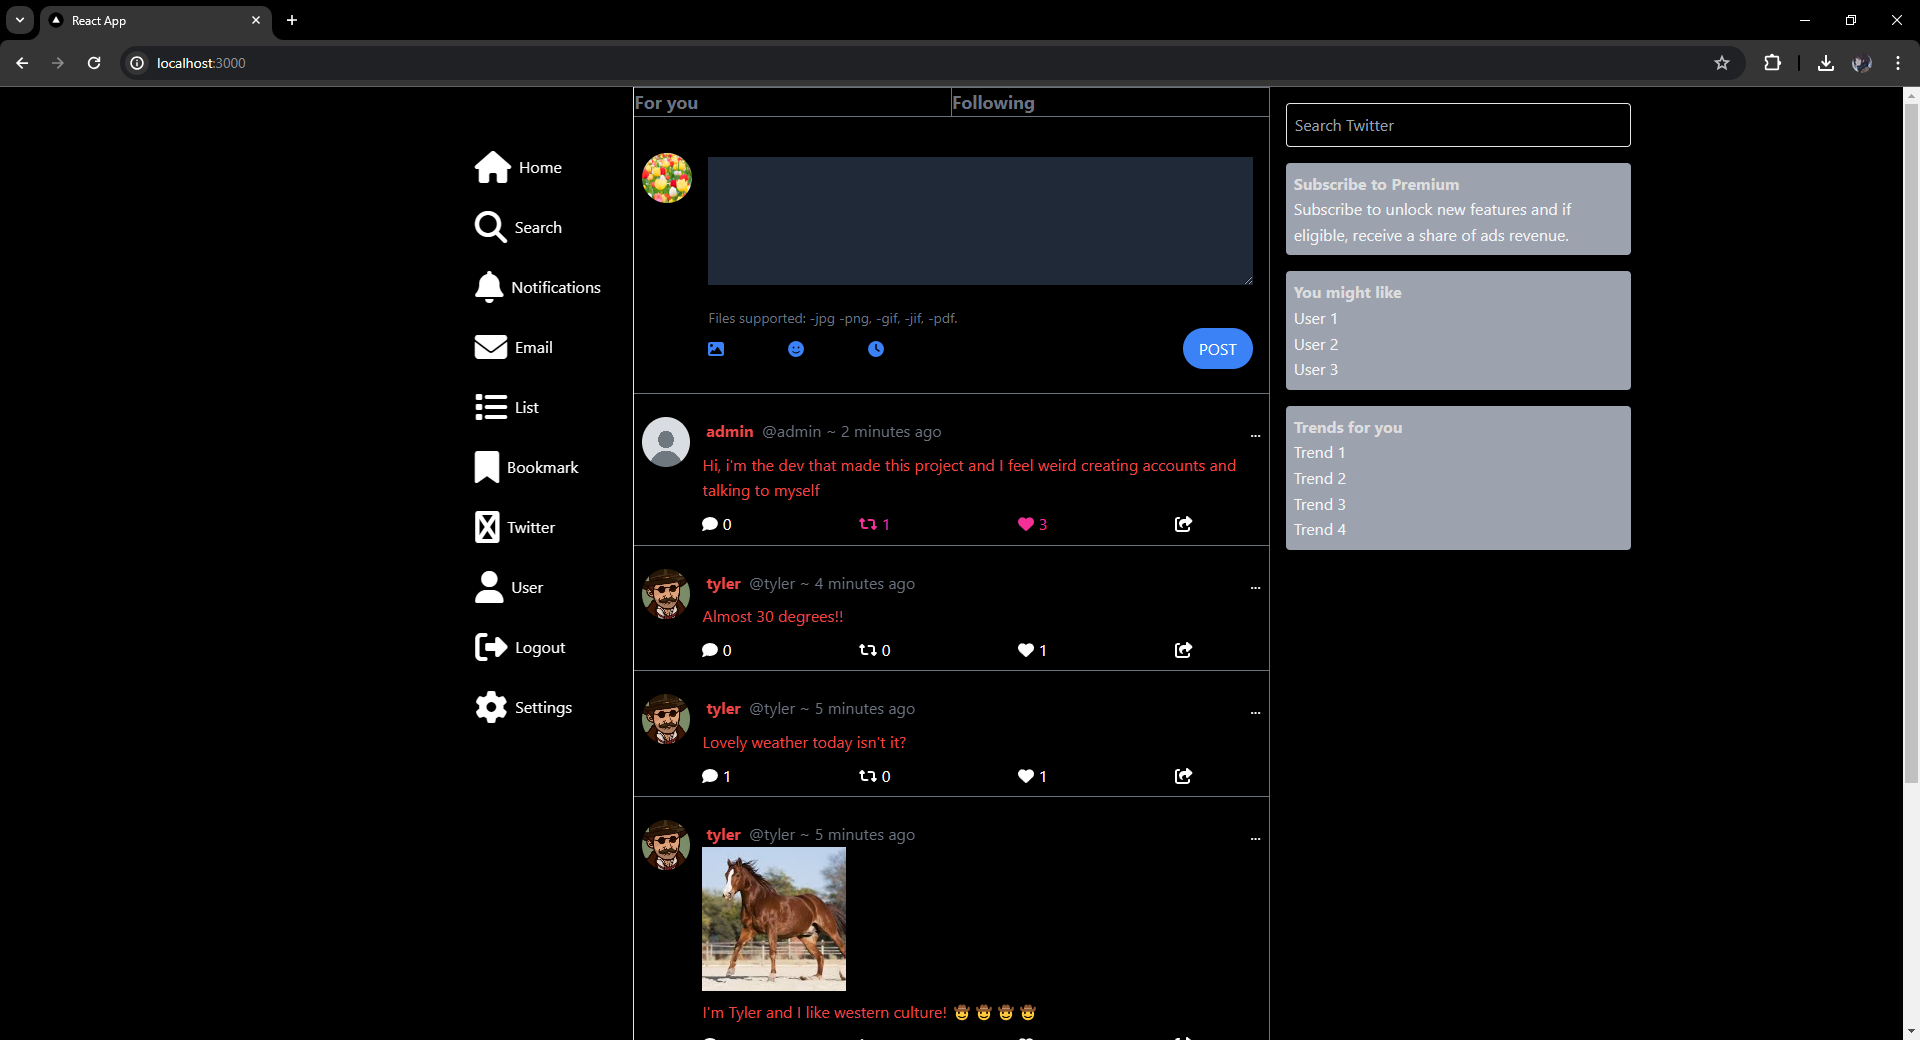 React App
localhost:3000
For you
Following
Home
Search
Notifications
Email
List
Bookmark
Twitter
User
Logout
Settings
Files supported: -jpg -png, -gif, -jif, -pdf.
POST
admin @admin ~ 2 minutes ago
...
Hi, i'm the dev that made this project and I feel weird creating accounts and
talking to myself
0 1 3
tyler @tyler ~ 4 minutes ago
...
Almost 30 degrees!!
0 0 1
tyler @tyler ~ 5 minutes ago
...
Lovely weather today isn't it?
1 0 1
tyler @tyler ~ 5 minutes ago
...
I'm Tyler and I like western culture! 🤠 🤠 🤠 🤠
Search Twitter
Subscribe to Premium
Subscribe to unlock new features and if
eligible, receive a share of ads revenue.
You might like
User 1
User 2
User 3
Trends for you
Trend 1
Trend 2
Trend 3
Trend 4